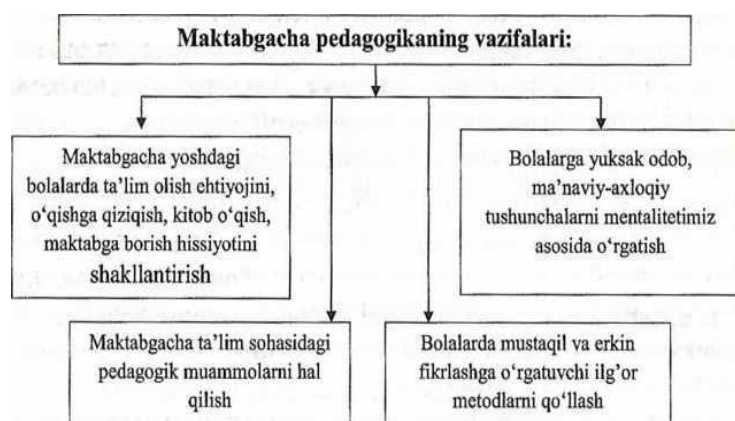 Maktabgacha pedagogikaning vazifalari:
Maktabgacha yoshdagi
bolalarda ta’lim olish ehtiyojini,
o‘qishga qiziqish, kitob o‘qish,
maktabga borish hissiyotini
shakllantirish
Bolalarga yuksak odob,
ma’naviy-axloqiy
tushunchalarni mentalitetimiz
asosida o‘rgatish
Maktabgacha ta’lim sohasidagi
pedagogik muammolarni hal
qilish
Bolalarda mustaqil va erkin
fikrlashga o‘rgatuvchi ilg‘or
metodlarni qo‘llash